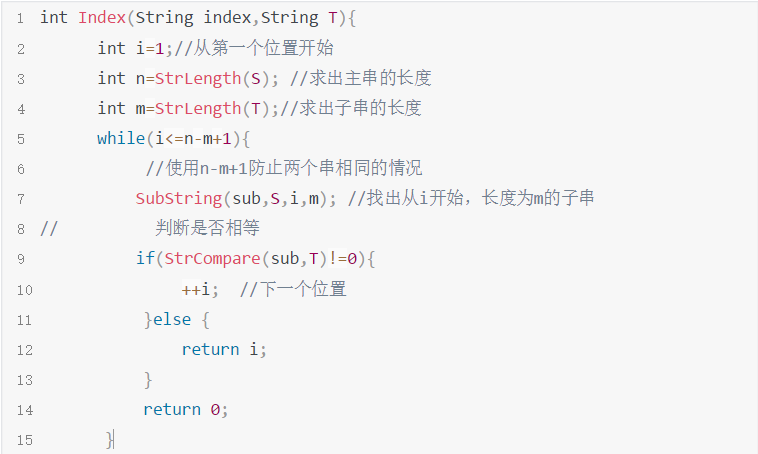 1 int Index(String index,String T){
2 int i=1;//从第一个位置开始
3 int n=StrLength(S); //求出主串的长度
4 int m=StrLength(T);//求出子串的长度
5 while(i<=n-m+1){
6 //使用n-m+1防止两个串相同的情况
7 SubString(sub,S,i,m); //找出从i开始，长度为m的子串
8 // 判断是否相等
9 if(StrCompare(sub,T)!=0){
10 ++i; //下一个位置
11 }else {
12 return i;
13 }
14 return 0;
15 }